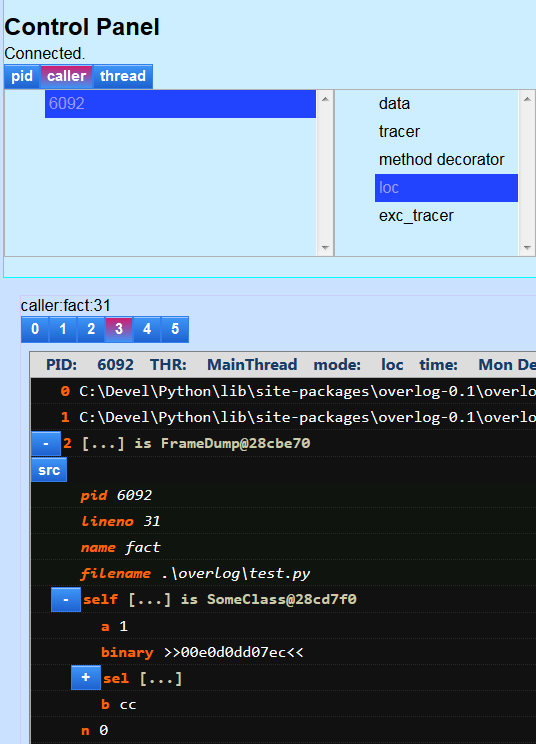 Control Panel
Connected.
pid caller thread
6092
data
tracer
method decorator
loc
exc_tracer
caller:fact:31
0 1 2 3 4 5
PID: 6092 THR: MainThread mode: loc time: Mon De
0 C:\Devel\Python\lib\site-packages\overlog-0.1\overlo
1 C:\Devel\Python\lib\site-packages\overlog-0.1\overlo
- 2 [...] is FrameDump@28cbe70
src
pid 6092
lineno 31
name fact
filename .\overlog\test.py
- self [...] is SomeClass@28cd7f0
a 1
binary >>00e0d0dd07ec<<
+ sel [...]
b cc
n 0